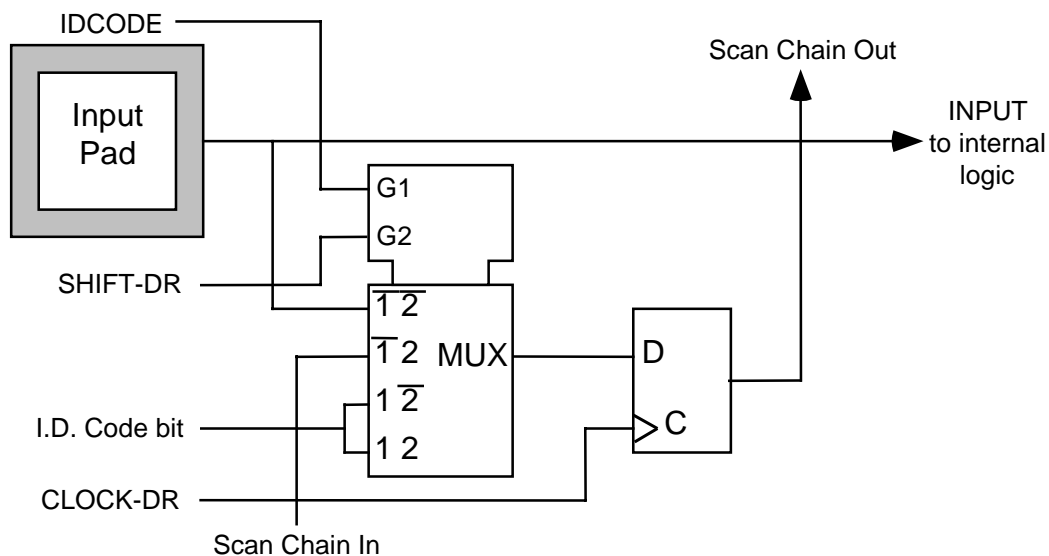 IDCODE
Scan Chain Out
Input
Pad
INPUT
to internal
logic
G1
G2
SHIFT-DR
1̅ 2̅
1̅ 2
MUX
D
1 2̅
I.D. Code bit
1 2
C
CLOCK-DR
Scan Chain In